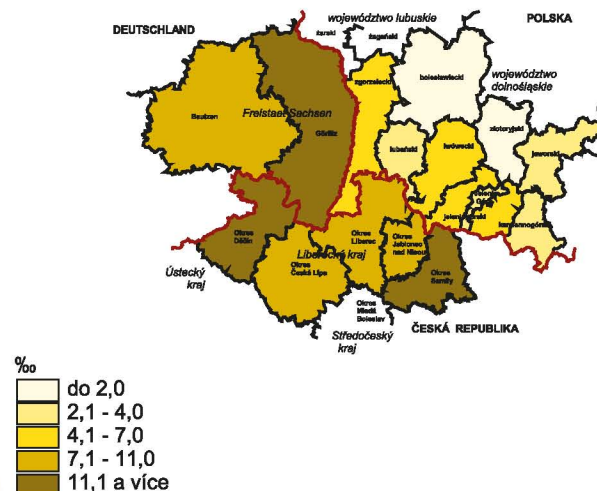 DEUTSCHLAND
województwo lubuskie
POLSKA
żarski
żagański
zgorzelecki
bolesławiecki
województwo
dolnośląskie
Bautzen
Freistaat Sachsen
Görlitz
lubański
lwówecki
złotoryjski
jaworski
Jelenia
Góra
jeleniogórski
kamiennogórski
Okres
Děčín
Ústecký
kraj
Okres
Česká Lípa
Liberecký kraj
Okres
Liberec
Okres
Jablonec
nad Nisou
Okres
Semily
Okres
Mladá
Boleslav
Středočeský
kraj
ČESKÁ REPUBLIKA
‰
do 2,0
2,1 - 4,0
4,1 - 7,0
7,1 - 11,0
11,1 a více